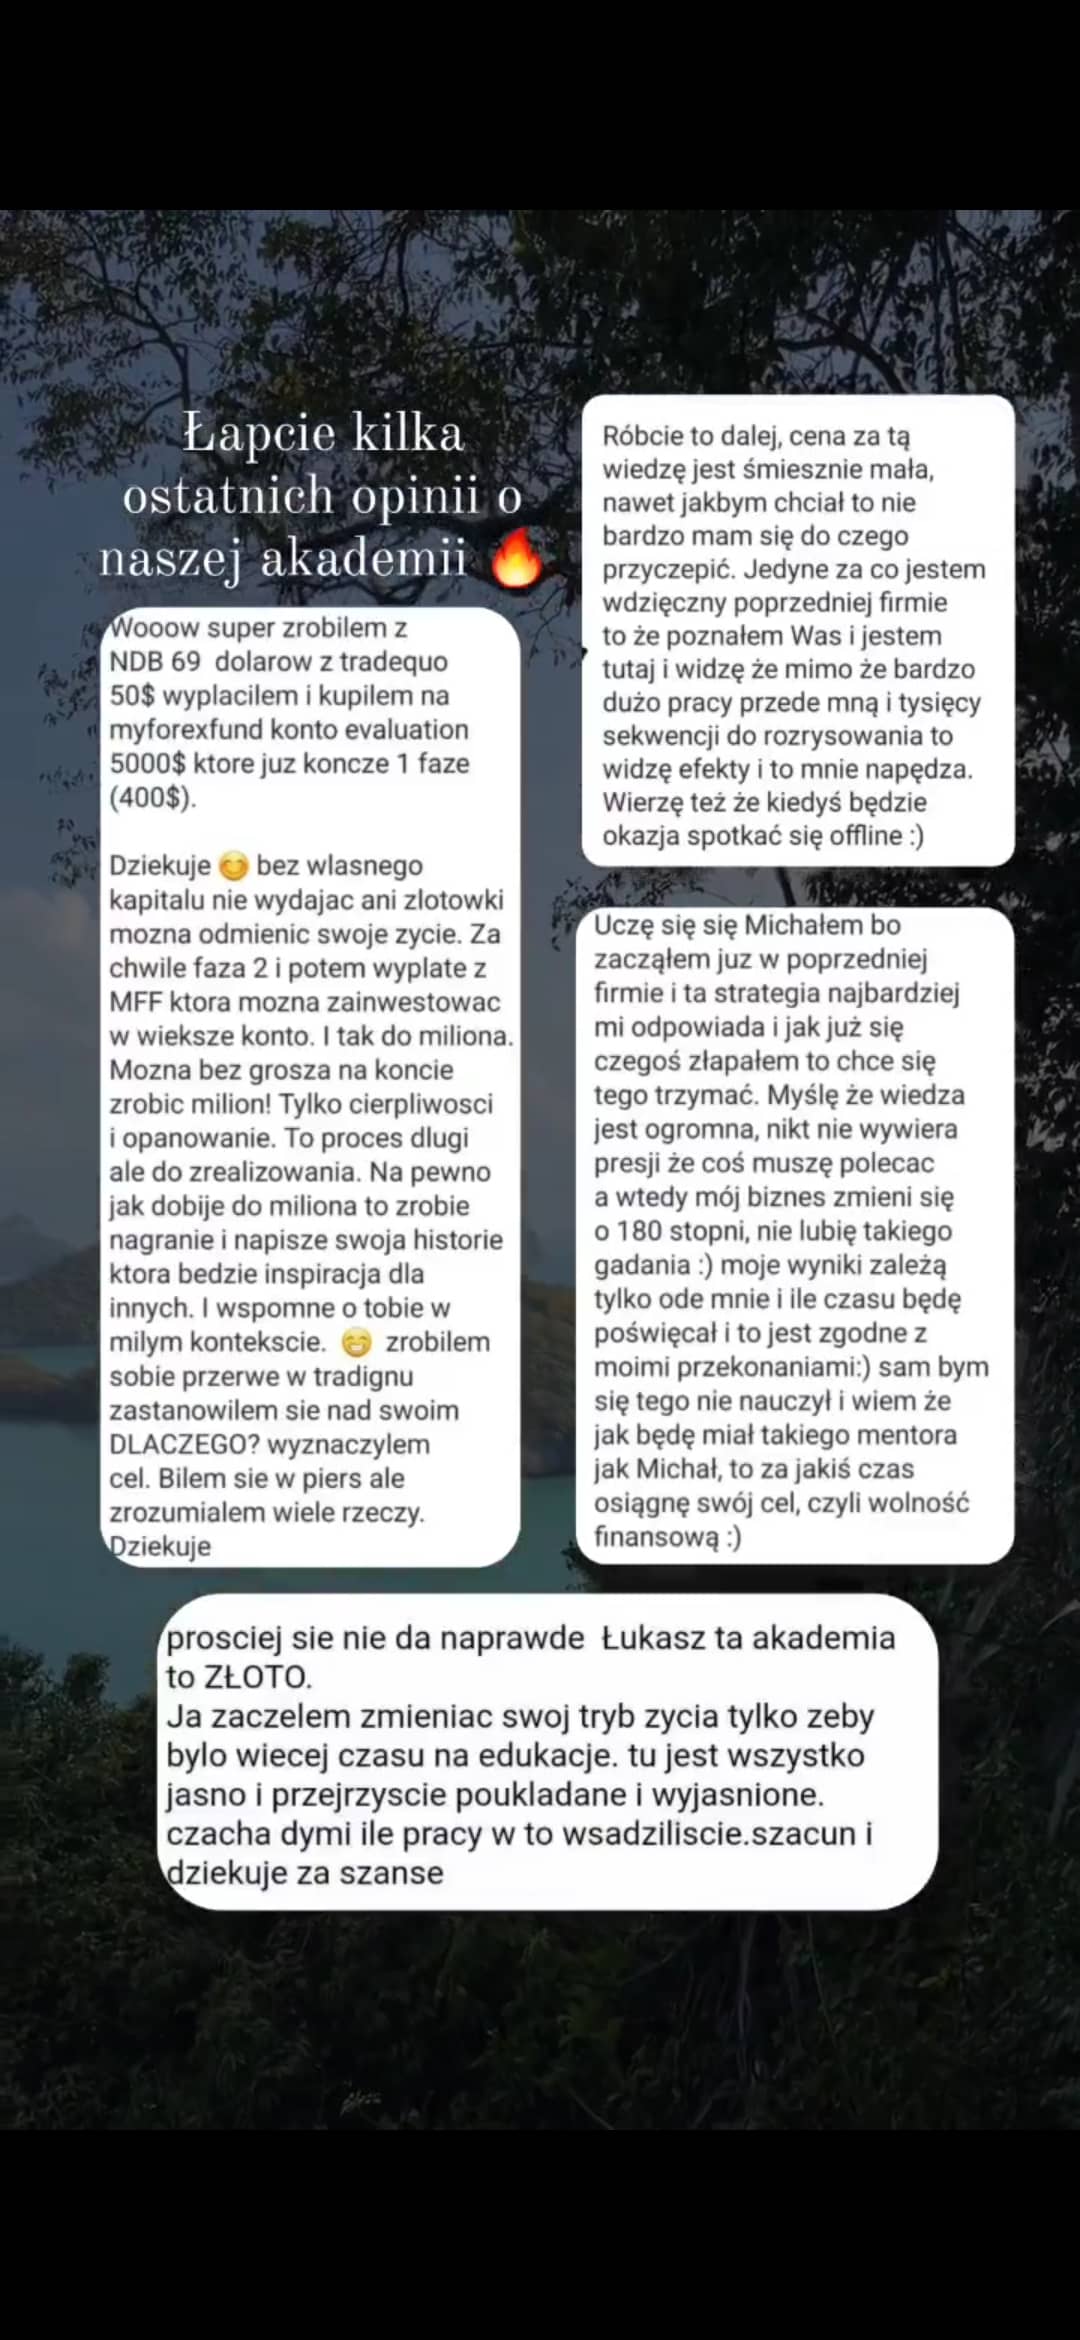 Łapcie kilka
ostatnich opinii o
naszej akademii 🔥
Wooow super zrobilem z
NDB 69 dolarow z tradequo
50$ wyplacilem i kupilem na
myforexfund konto evaluation
5000$ ktore juz koncze 1 faze
(400$).
Dziekuje 😊 bez wlasnego
kapitalu nie wydajac ani zlotowki
mozna odmienic swoje zycie. Za
chwile faza 2 i potem wyplate z
MFF ktora mozna zainwestowac
w wieksze konto. I tak do miliona.
Mozna bez grosza na koncie
zrobic milion! Tylko cierpliwosci
i opanowanie. To proces dlugi
ale do zrealizowania. Na pewno
jak dobije do miliona to zrobie
nagranie i napisze swoja historie
ktora bedzie inspiracja dla
innych. I wspomne o tobie w
milym kontekscie. 😁 zrobilem
sobie przerwe w tradignu
zastanowilem sie nad swoim
DLACZEGO? wyznaczylem
cel. Bilem sie w piers ale
zrozumialem wiele rzeczy.
Dziekuje
Róbcie to dalej, cena za tą
wiedzę jest śmiesznie mała,
nawet jakbym chciał to nie
bardzo mam się do czego
przyczepić. Jedyne za co jestem
wdzięczny poprzedniej firmie
to że poznałem Was i jestem
tutaj i widzę że mimo że bardzo
dużo pracy przede mną i tysięcy
sekwencji do rozrysowania to
widzę efekty i to mnie napędza.
Wierzę też że kiedyś będzie
okazja spotkać się offline :)
Uczę się się Michałem bo
zacząłem juz w poprzedniej
firmie i ta strategia najbardziej
mi odpowiada i jak już się
czegoś złapałem to chce się
tego trzymać. Myślę że wiedza
jest ogromna, nikt nie wywiera
presji że coś muszę polecac
a wtedy mój biznes zmieni się
o 180 stopni, nie lubię takiego
gadania :) moje wyniki zależą
tylko ode mnie i ile czasu będę
poświęcał i to jest zgodne z
moimi przekonaniami:) sam bym
się tego nie nauczył i wiem że
jak będę miał takiego mentora
jak Michał, to za jakiś czas
osiągnę swój cel, czyli wolność
finansową :)
prosciej sie nie da naprawde Łukasz ta akademia
to ZŁOTO.
Ja zaczelem zmieniac swoj tryb zycia tylko zeby
bylo wiecej czasu na edukacje. tu jest wszystko
jasno i przejrzyscie poukladane i wyjasnione.
czacha dymi ile pracy w to wsadziliscie.szacun i
dziekuje za szanse